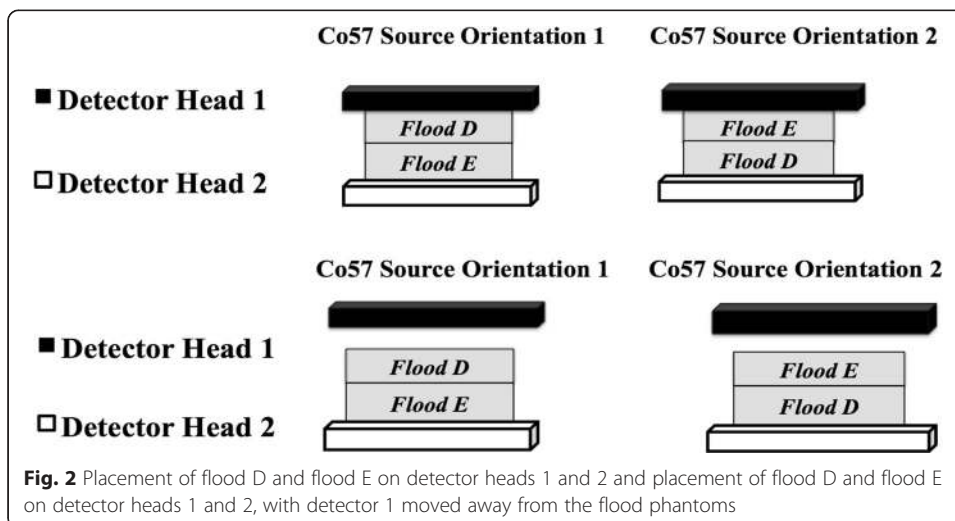 Co57 Source Orientation 1 Co57 Source Orientation 2
■ Detector Head 1
Flood D Flood E
Flood E Flood D
□ Detector Head 2
Co57 Source Orientation 1 Co57 Source Orientation 2
■ Detector Head 1
Flood D Flood E
Flood E Flood D
□ Detector Head 2
Fig. 2 Placement of flood D and flood E on detector heads 1 and 2 and placement of flood D and flood E
on detector heads 1 and 2, with detector 1 moved away from the flood phantoms